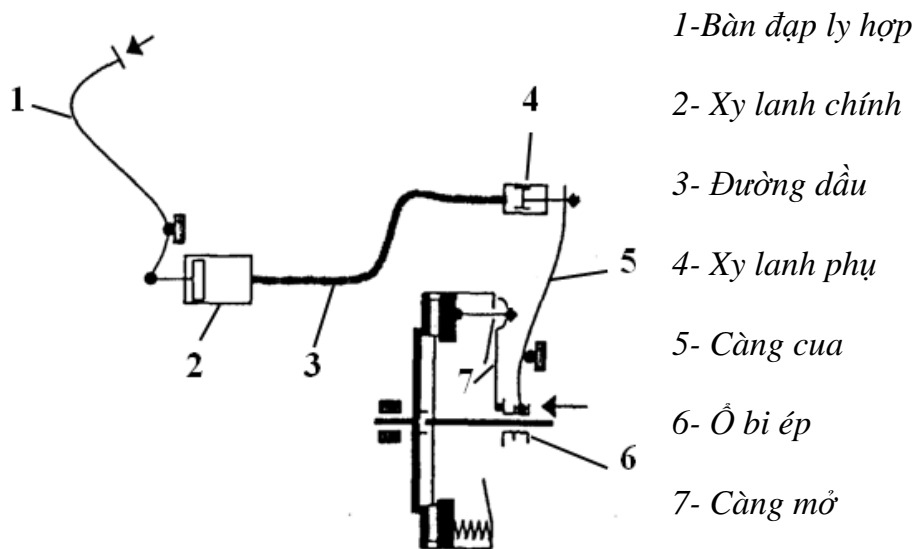 1-Bàn đạp ly hợp
2- Xy lanh chính
3- Đường dầu
4- Xy lanh phụ
5- Càng cua
6- Ổ bi ép
7- Càng mở
1
2
3
4
5
6
7